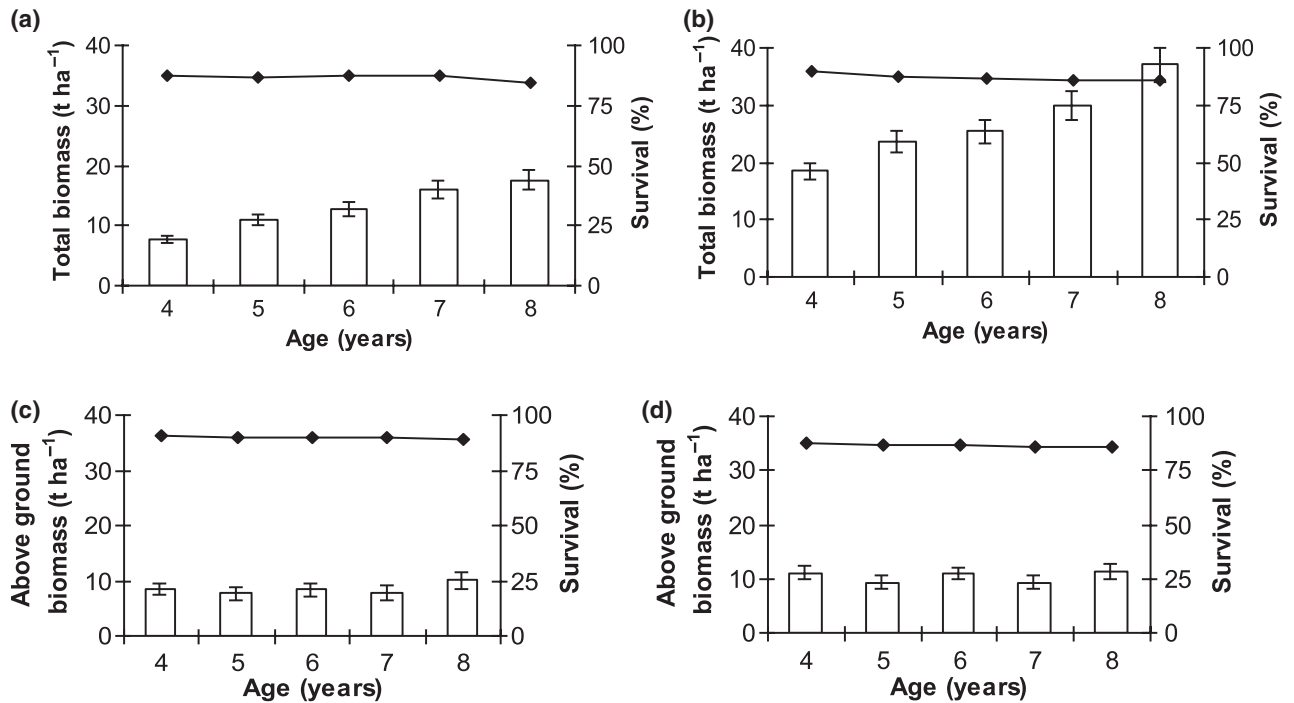 (a)
Total biomass (t ha⁻¹)
40
30
20
10
0
100
75
50
25
0
Survival (%)
4 5 6 7 8
Age (years)
(b)
Total biomass (t ha⁻¹)
40
30
20
10
0
100
75
50
25
0
Survival (%)
4 5 6 7 8
Age (years)
(c)
Above ground
biomass (t ha⁻¹)
40
30
20
10
0
100
75
50
25
0
Survival (%)
4 5 6 7 8
Age (years)
(d)
Above ground
biomass (t ha⁻¹)
40
30
20
10
0
100
75
50
25
0
Survival (%)
4 5 6 7 8
Age (years)